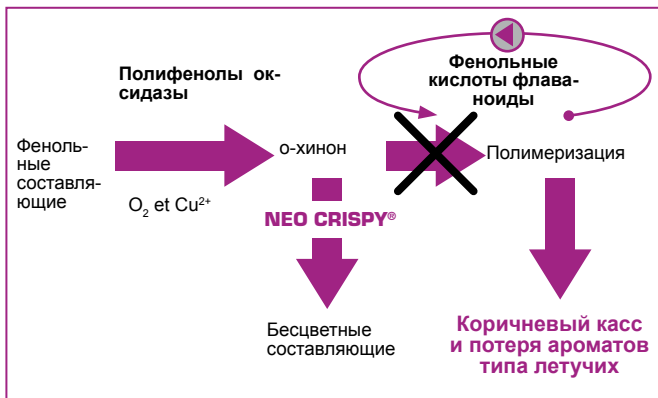 Полифенолы ок-
сидазы
Фенольные
кислоты флава-
ноиды
Феноль-
ные
составля-
ющие
о-хинон
Полимеризация
O₂ et Cu²⁺
NEO CRISPY®
Бесцветные
составляющие
Коричневый касс
и потеря ароматов
типа летучих